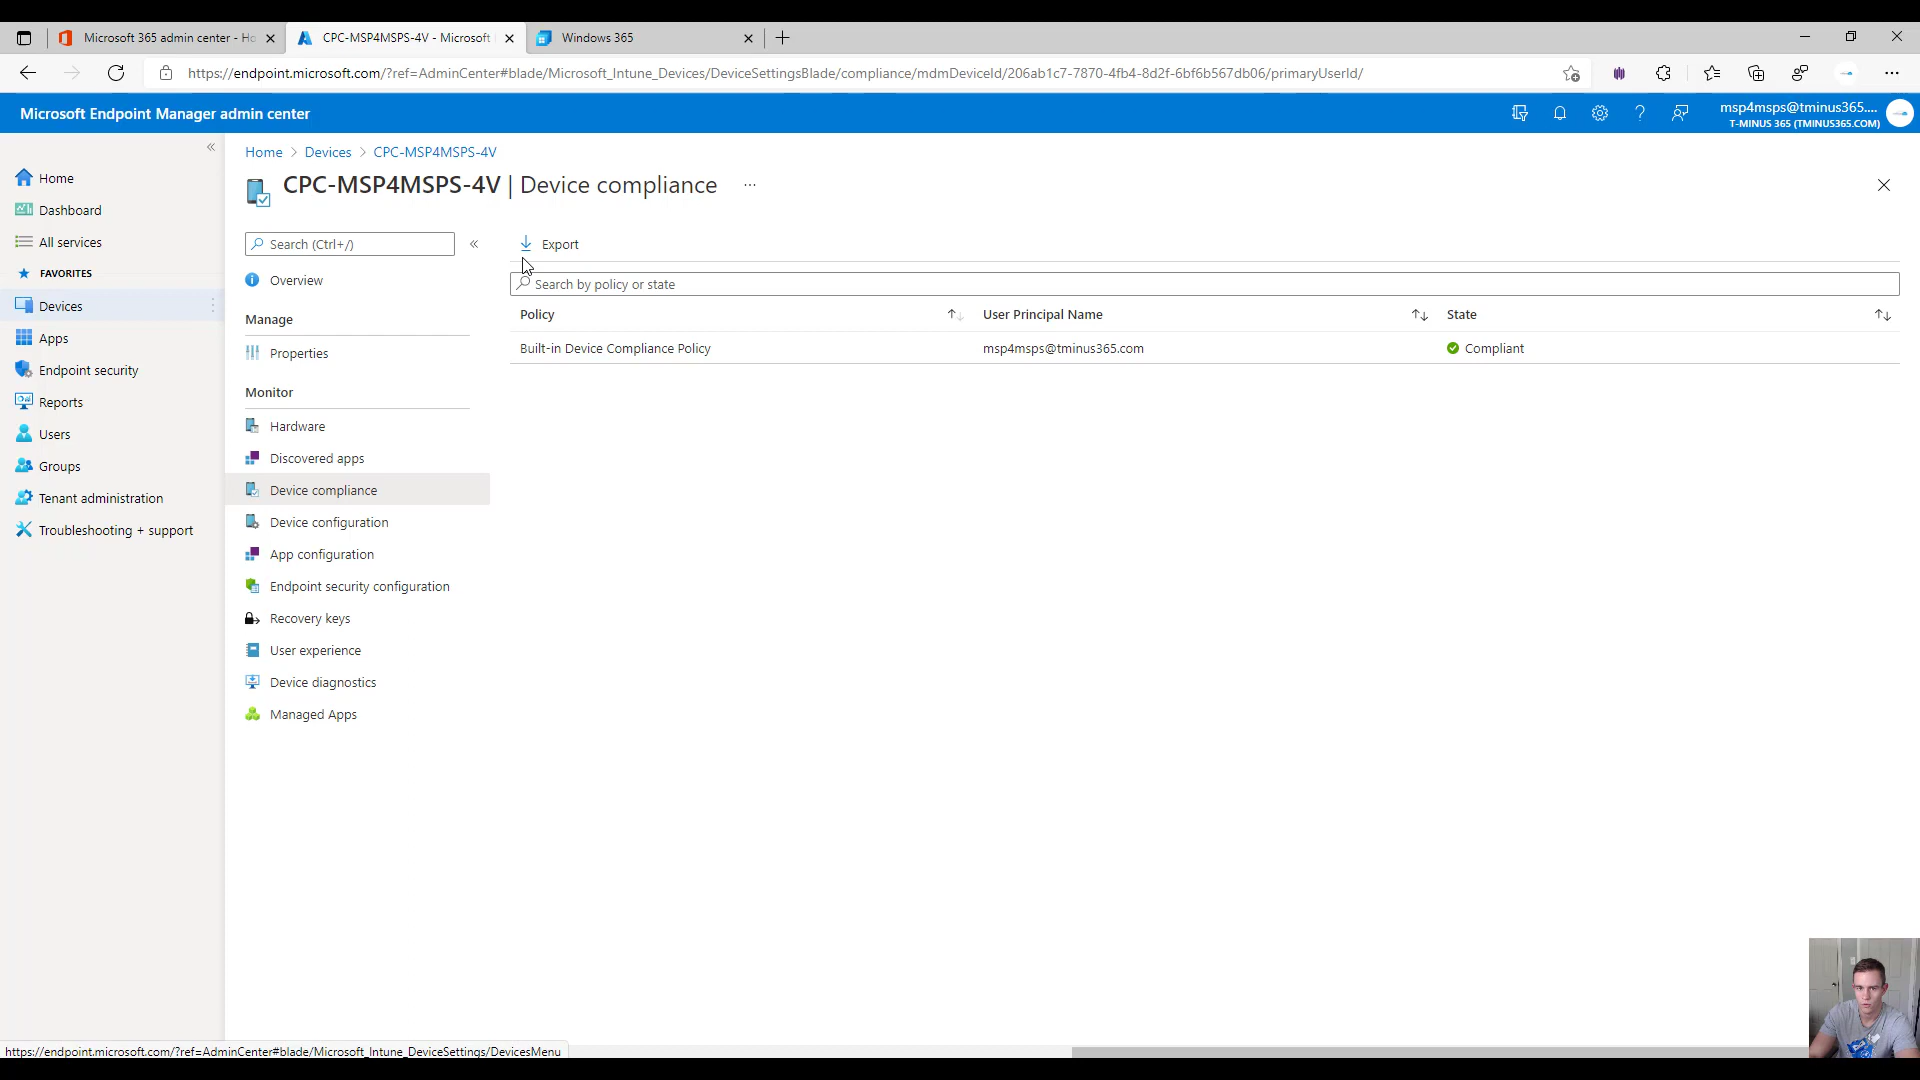 Microsoft 365 admin center - Ho
CPC-MSP4MSPS-4V - Microsoft
Windows 365
https://endpoint.microsoft.com/?ref=AdminCenter#blade/Microsoft_Intune_Devices/DeviceSettingsBlade/compliance/mdmDeviceId/206ab1c7-7870-4fb4-8d2f-6bf6b567db06/primaryUserId/
Microsoft Endpoint Manager admin center
msp4msps@tminus365....
T-MINUS 365 (TMINUS365.COM)
Home
Dashboard
All services
FAVORITES
Devices
Apps
Endpoint security
Reports
Users
Groups
Tenant administration
Troubleshooting + support
Home > Devices > CPC-MSP4MSPS-4V
CPC-MSP4MSPS-4V | Device compliance ...
Search (Ctrl+/)
Overview
Manage
Properties
Monitor
Hardware
Discovered apps
Device compliance
Device configuration
App configuration
Endpoint security configuration
Recovery keys
User experience
Device diagnostics
Managed Apps
Export
Search by policy or state
Policy User Principal Name State
Built-in Device Compliance Policy msp4msps@tminus365.com Compliant
https://endpoint.microsoft.com/?ref=AdminCenter#blade/Microsoft_Intune_DeviceSettings/DevicesMenu